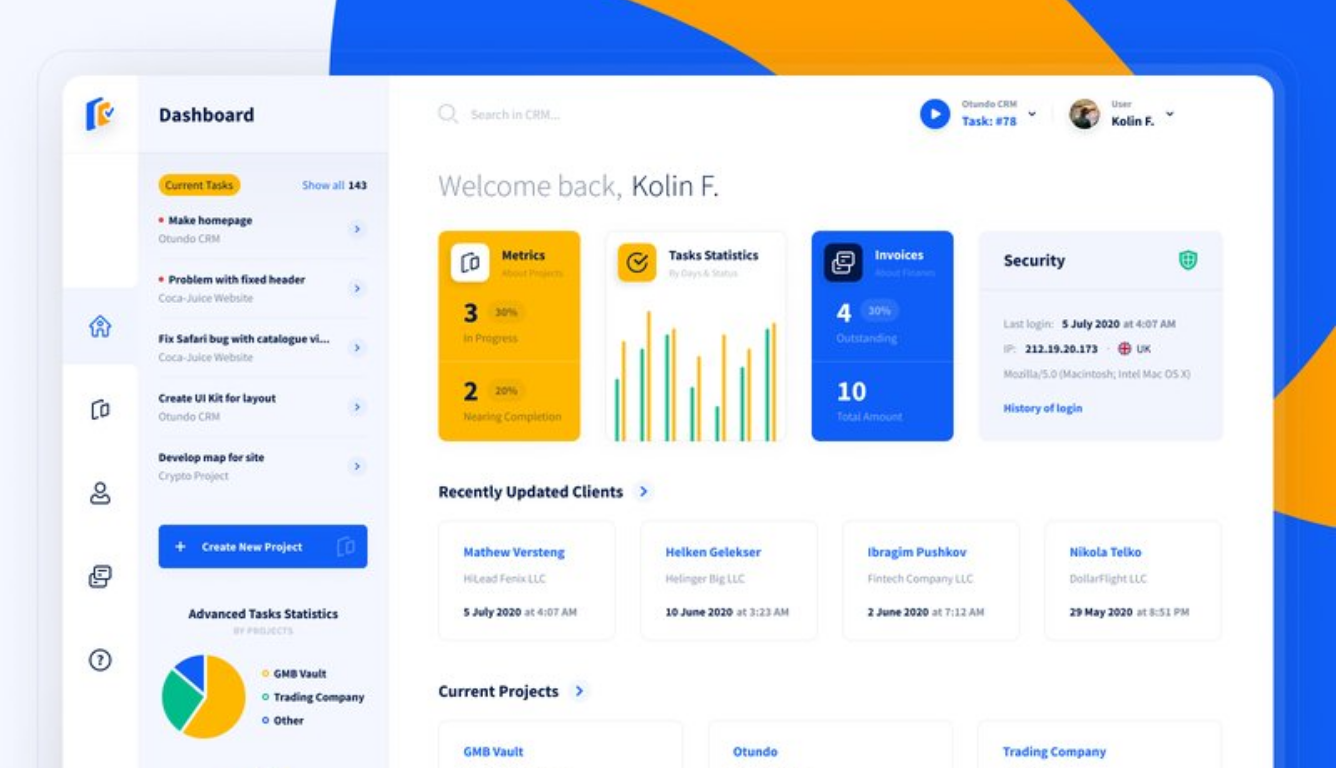 Dashboard
Search in CRM...
Otundo CRM
Task: #78
User
Kolin F.
Current Tasks
Show all 143
Make homepage
Otundo CRM
Problem with fixed header
Coca-Juice Website
Fix Safari bug with catalogue vi...
Coca-Juice Website
Create UI Kit for layout
Otundo CRM
Develop map for site
Crypto Project
+ Create New Project
Advanced Tasks Statistics
BY PROJECTS
GMB Vault
Trading Company
Other
Welcome back, Kolin F.
Metrics
About Projects
3 30%
In Progress
2 20%
Nearing Completion
Tasks Statistics
By Days & Status
Invoices
About Finance
4 30%
Outstanding
10
Total Amount
Security
Last login: 5 July 2020 at 4:07 AM
IP: 212.19.20.173 · UK
Mozilla/5.0 (Macintosh; Intel Mac OS X)
History of login
Recently Updated Clients
Mathew Versteng
HiLead Fenix LLC
5 July 2020 at 4:07 AM
Helken Gelekser
Helinger Big LLC
10 June 2020 at 3:23 AM
Ibragim Pushkov
Fintech Company LLC
2 June 2020 at 7:12 AM
Nikola Telko
DollarFlight LLC
29 May 2020 at 8:51 PM
Current Projects
GMB Vault
Otundo
Trading Company